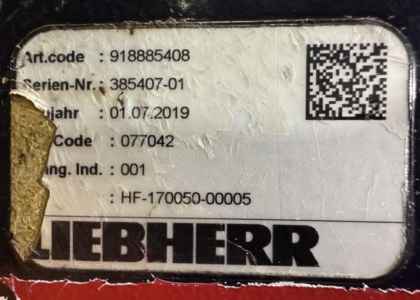 Art.code : 918885408
Serien-Nr. : 385407-01
jahr : 01.07.2019
Code : 077042
ng. Ind. : 001
: HF-170050-00005
LIEBHERR